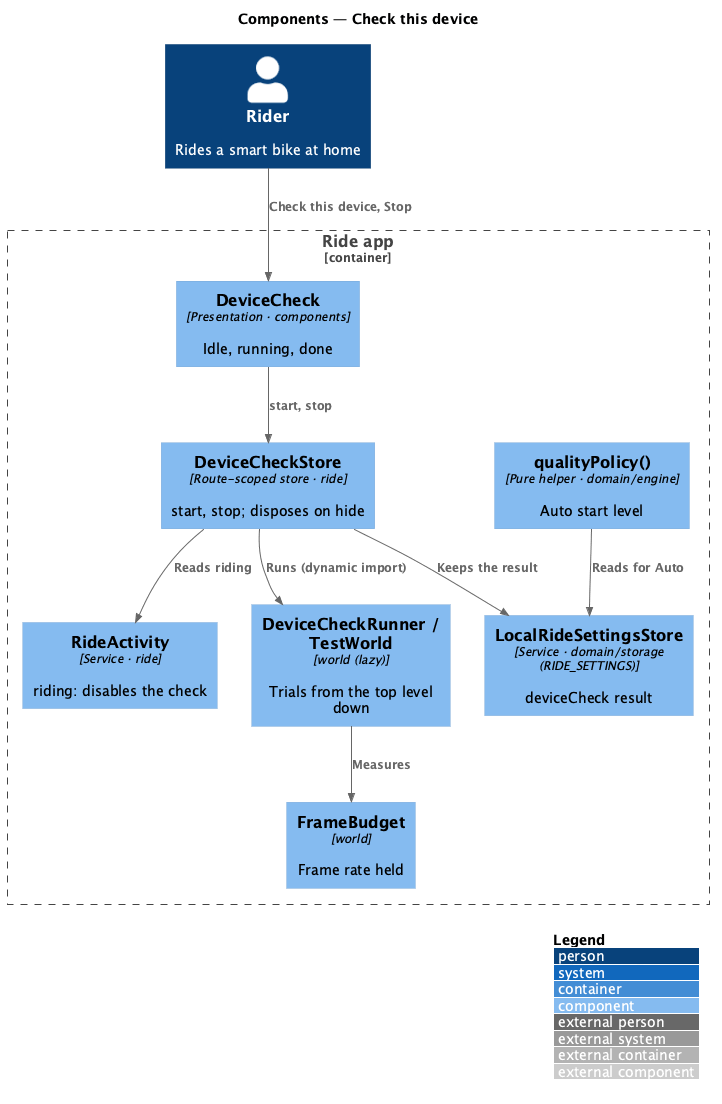 Components — Check this device
Rider
Rides a smart bike at home
Check this device, Stop
Ride app
[container]
DeviceCheck
[Presentation · components]
Idle, running, done
start, stop
DeviceCheckStore
[Route-scoped store · ride]
start, stop; disposes on hide
qualityPolicy()
[Pure helper · domain/engine]
Auto start level
Reads riding
Runs (dynamic import)
Keeps the result
Reads for Auto
RideActivity
[Service · ride]
riding: disables the check
DeviceCheckRunner /
TestWorld
[world (lazy)]
Trials from the top level
down
LocalRideSettingsStore
[Service · domain/storage
(RIDE_SETTINGS)]
deviceCheck result
Measures
FrameBudget
[world]
Frame rate held
Legend
person
system
container
component
external person
external system
external container
external component